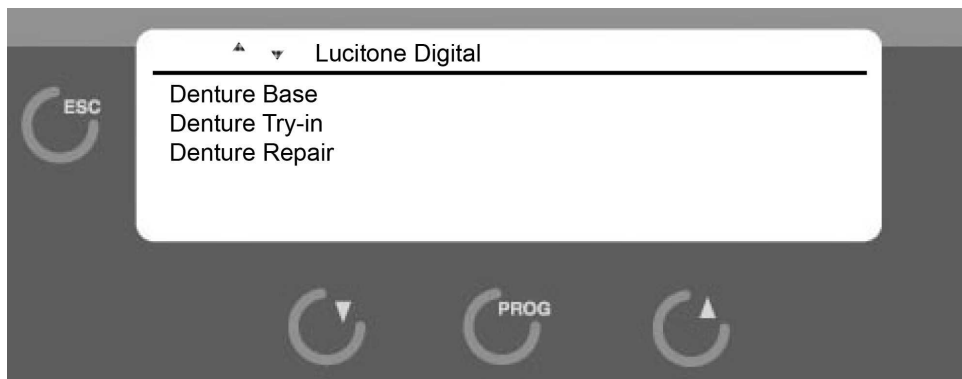 Lucitone Digital
ESC
Denture Base
Denture Try-in
Denture Repair
PROG